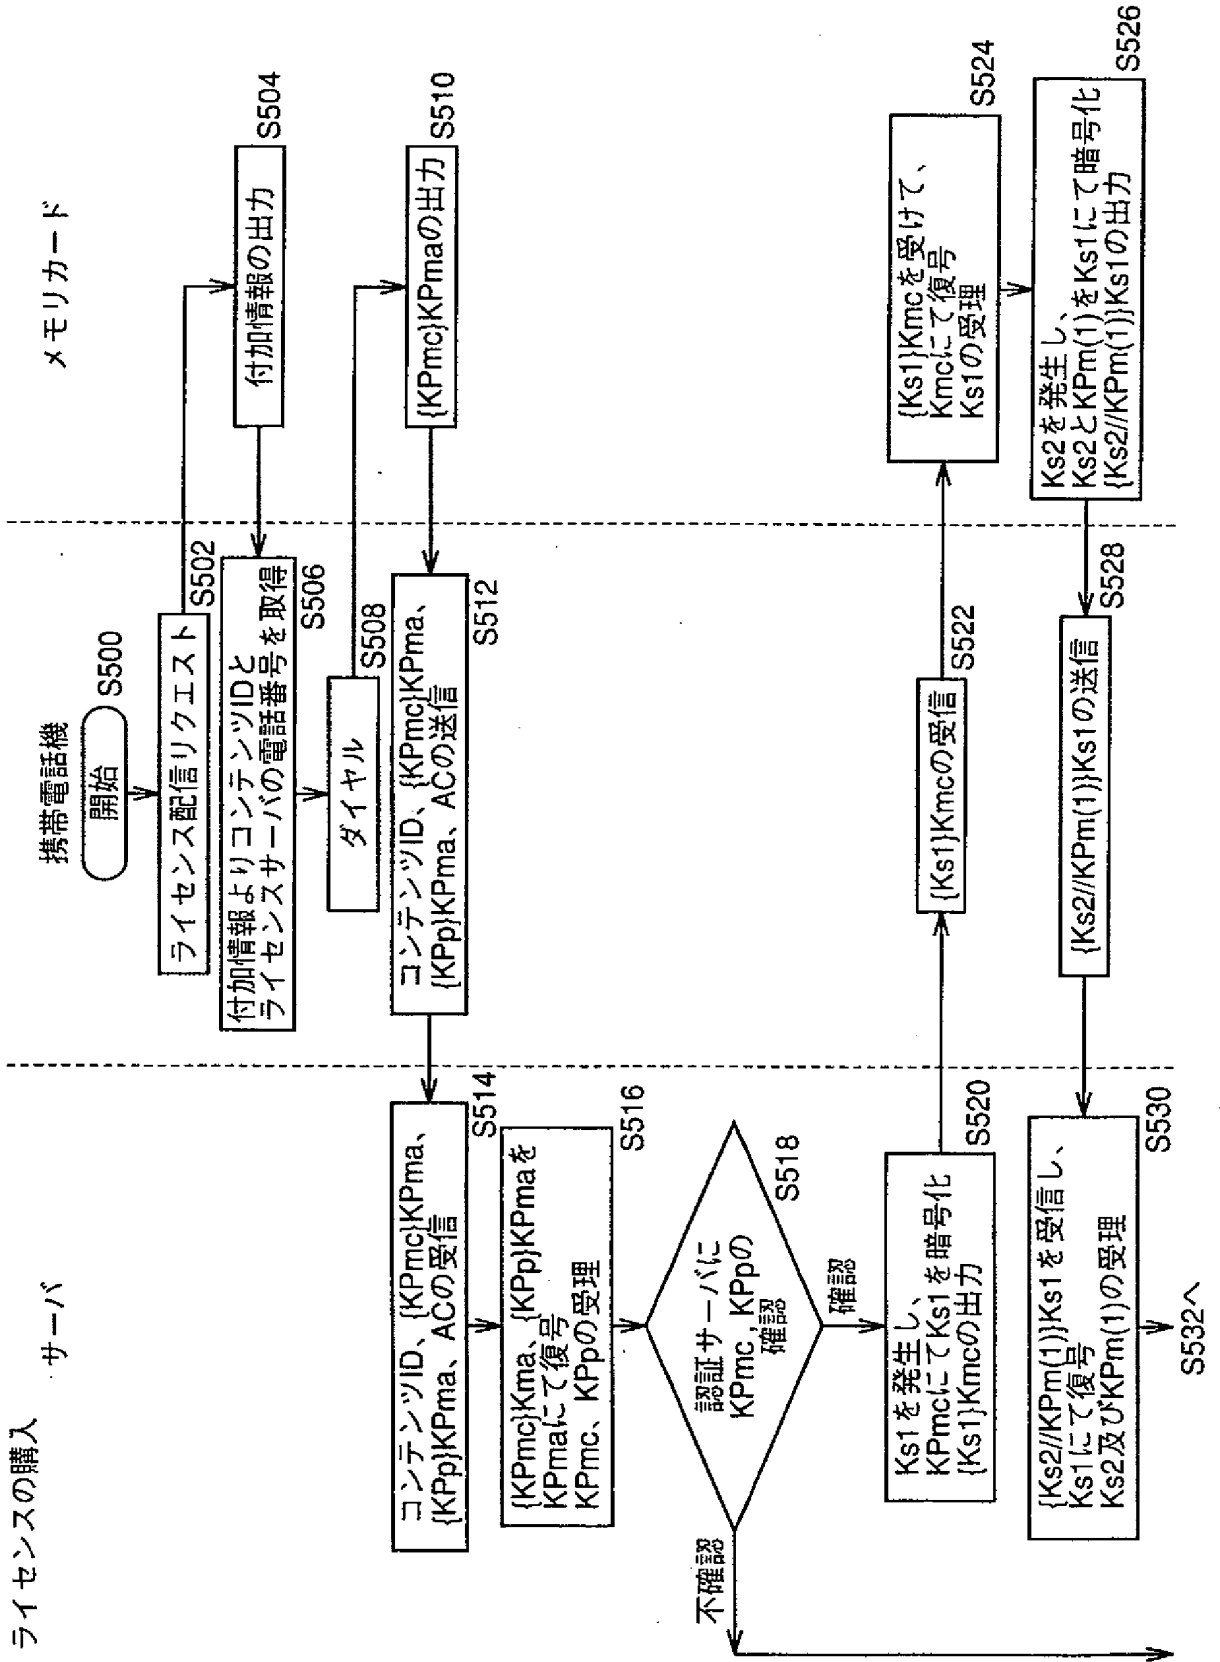 ライセンスの購入
サーバ
携帯電話機
メモリカード
開始
S500
ライセンス配信リクエスト
S502
付加情報の出力
S504
付加情報よりコンテンツIDと
ライセンスサーバの電話番号を取得
S506
ダイヤル
S508
{KPmc}KPmaの出力
S510
コンテンツID、{KPmc}KPma、
{KPp}KPma、ACの送信
S512
コンテンツID、{KPmc}KPma、
{KPp}KPma、ACの受信
S514
{KPmc}Kma、{KPp}KPmaを
KPmaにて復号
KPmc、KPpの受理
S516
認証サーバに
KPmc,KPpの
確認
S518
不確認
確認
Ks1を発生し、
KPmcにてKs1を暗号化
{Ks1}Kmcの出力
S520
{Ks1}Kmcの受信
S522
{Ks1}Kmcを受けて、
Kmcにて復号
Ks1の受理
S524
Ks2を発生し、
Ks2とKPm(1)をKs1にて暗号化
{Ks2//KPm(1)}Ks1の出力
S526
{Ks2//KPm(1)}Ks1の送信
S528
{Ks2//KPm(1)}Ks1を受信し、
Ks1にて復号
Ks2及びKPm(1)の受理
S530
S532へ